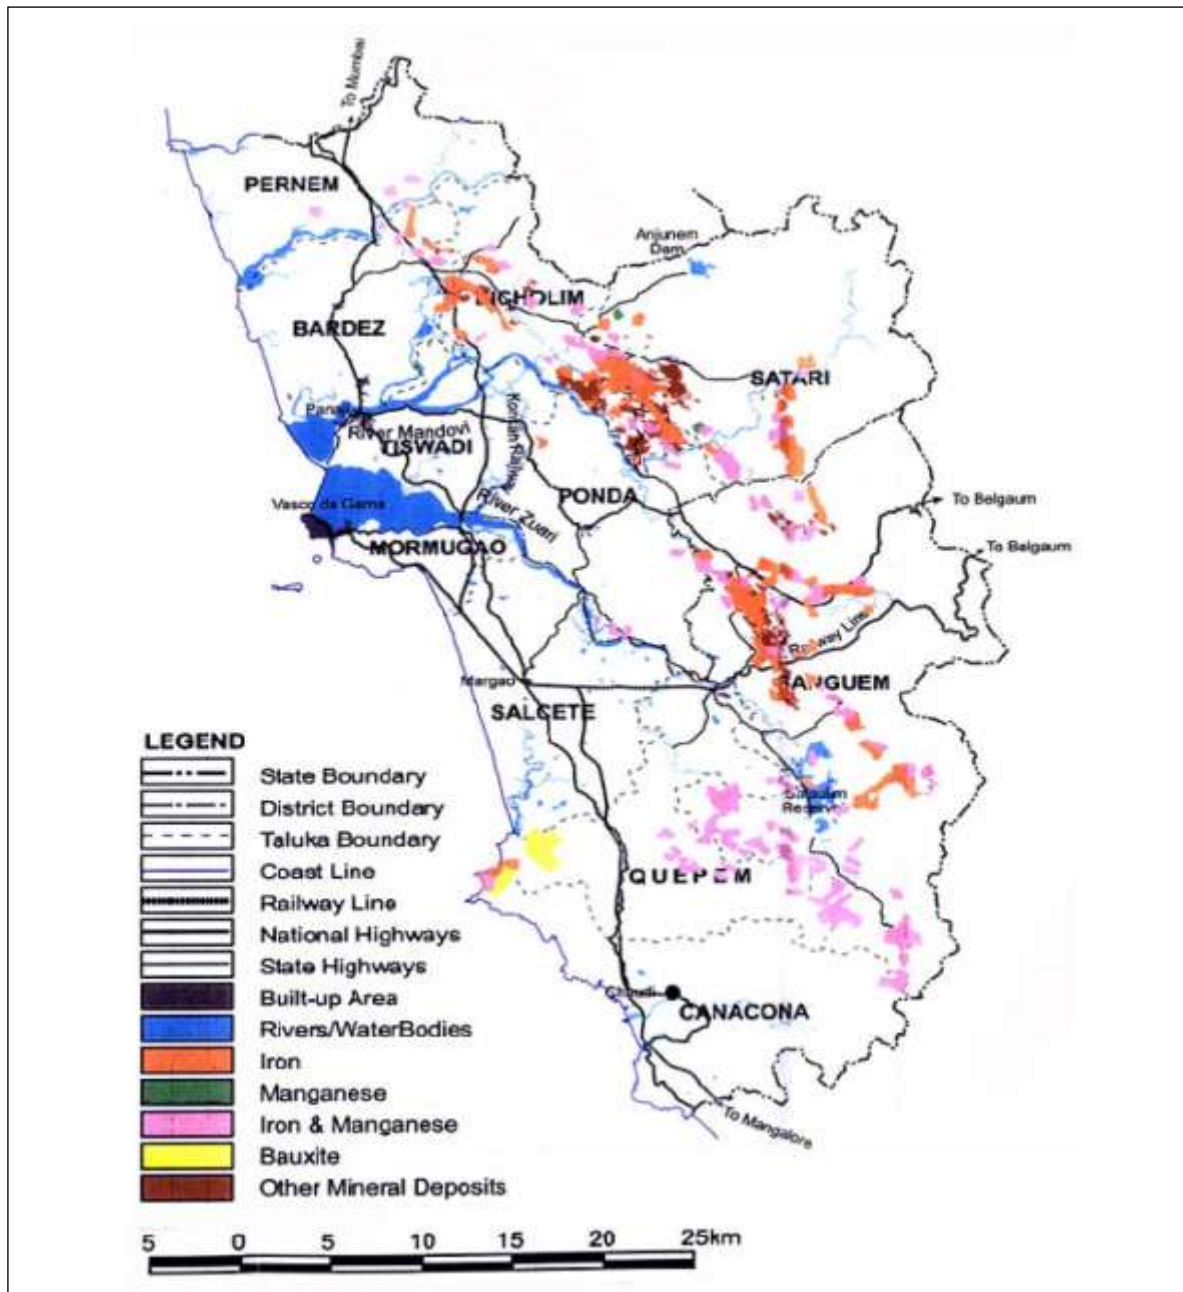 To Mumbai
PERNEM
Anjunem
Dam
BICHOLIM
BARDEZ
SATARI
Panaji
River Mandovi
TISWADI
Konkan Railway
Vasco da Gama
River Zuari
PONDA
To Belgaum
MORMUGAO
To Belgaum
Railway Line
Margao
SANGUEM
SALCETE
QUEPEM
Chaudi
CANACONA
To Mangalore
LEGEND
State Boundary
District Boundary
Taluka Boundary
Coast Line
Railway Line
National Highways
State Highways
Built-up Area
Rivers/WaterBodies
Iron
Manganese
Iron & Manganese
Bauxite
Other Mineral Deposits
5 0 5 10 15 20 25km